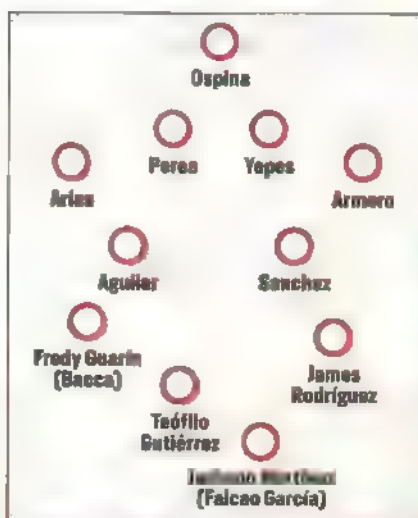 Ospina
Perea
Yepes
Arias
Armero
Aguilar
Sanchez
Fredy Guarín
(Bacca)
James
Rodríguez
Teófilo
Gutiérrez
(Falcao García)